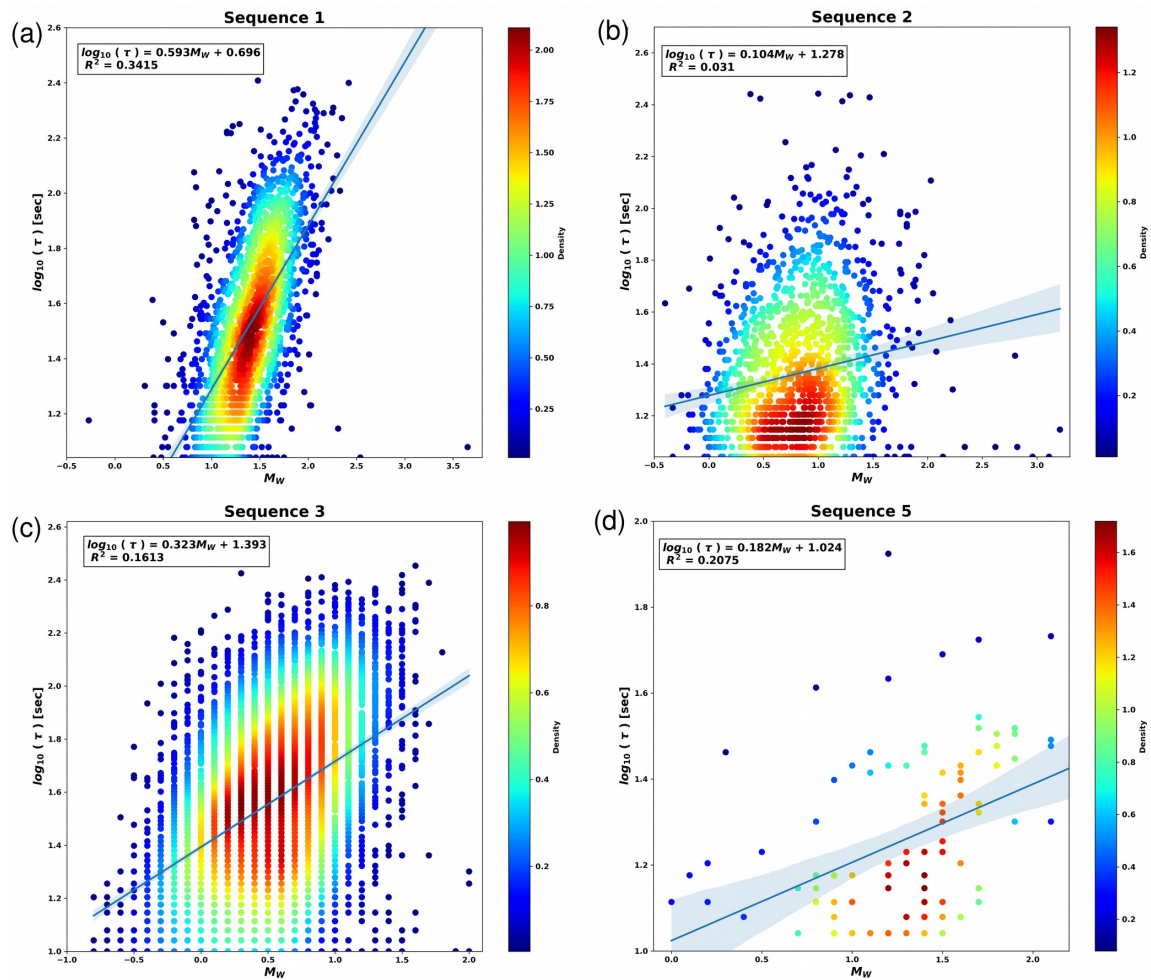 Sequence 1
(a)
log₁₀ ( τ ) = 0.593M_W + 0.696
R² = 0.3415
log₁₀ ( τ ) [sec]
2.6
2.4
2.2
2.0
1.8
1.6
1.4
1.2
−0.5 0.0 0.5 1.0 1.5 2.0 2.5 3.0 3.5
M_W
2.00
1.75
1.50
1.25
1.00
0.75
0.50
0.25
Density
Sequence 2
(b)
log₁₀ ( τ ) = 0.104M_W + 1.278
R² = 0.031
log₁₀ ( τ ) [sec]
2.6
2.4
2.2
2.0
1.8
1.6
1.4
1.2
−0.5 0.0 0.5 1.0 1.5 2.0 2.5 3.0
M_W
1.2
1.0
0.8
0.6
0.4
0.2
Density
Sequence 3
(c)
log₁₀ ( τ ) = 0.323M_W + 1.393
R² = 0.1613
log₁₀ ( τ ) [sec]
2.6
2.4
2.2
2.0
1.8
1.6
1.4
1.2
1.0
−1.0 −0.5 0.0 0.5 1.0 1.5 2.0
M_W
0.8
0.6
0.4
0.2
Density
Sequence 5
(d)
log₁₀ ( τ ) = 0.182M_W + 1.024
R² = 0.2075
log₁₀ ( τ ) [sec]
2.0
1.8
1.6
1.4
1.2
1.0
0.0 0.5 1.0 1.5 2.0
M_W
1.6
1.4
1.2
1.0
0.8
0.6
0.4
0.2
Density